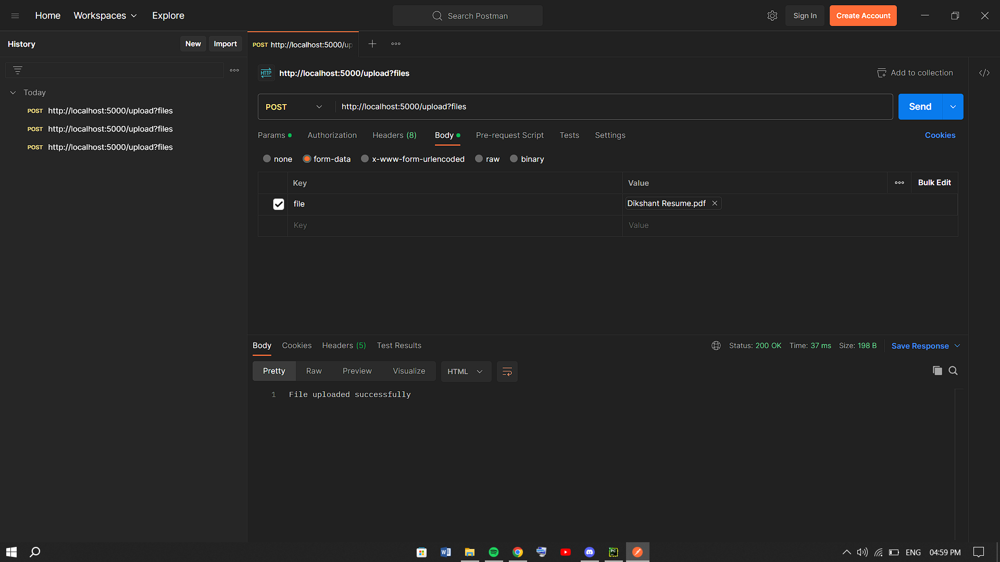 Home Workspaces Explore Search Postman Sign In Create Account
History New Import POST http://localhost:5000/up
HTTP http://localhost:5000/upload?files Add to collection
Today
POST http://localhost:5000/upload?files
POST http://localhost:5000/upload?files
POST http://localhost:5000/upload?files
POST http://localhost:5000/upload?files Send
Params Authorization Headers (8) Body Pre-request Script Tests Settings Cookies
none form-data x-www-form-urlencoded raw binary
Key Value Bulk Edit
file Dikshant Resume.pdf
Key Value
Body Cookies Headers (5) Test Results Status: 200 OK Time: 37 ms Size: 198 B Save Response
Pretty Raw Preview Visualize HTML
1 File uploaded successfully
W PC ENG 04:59 PM